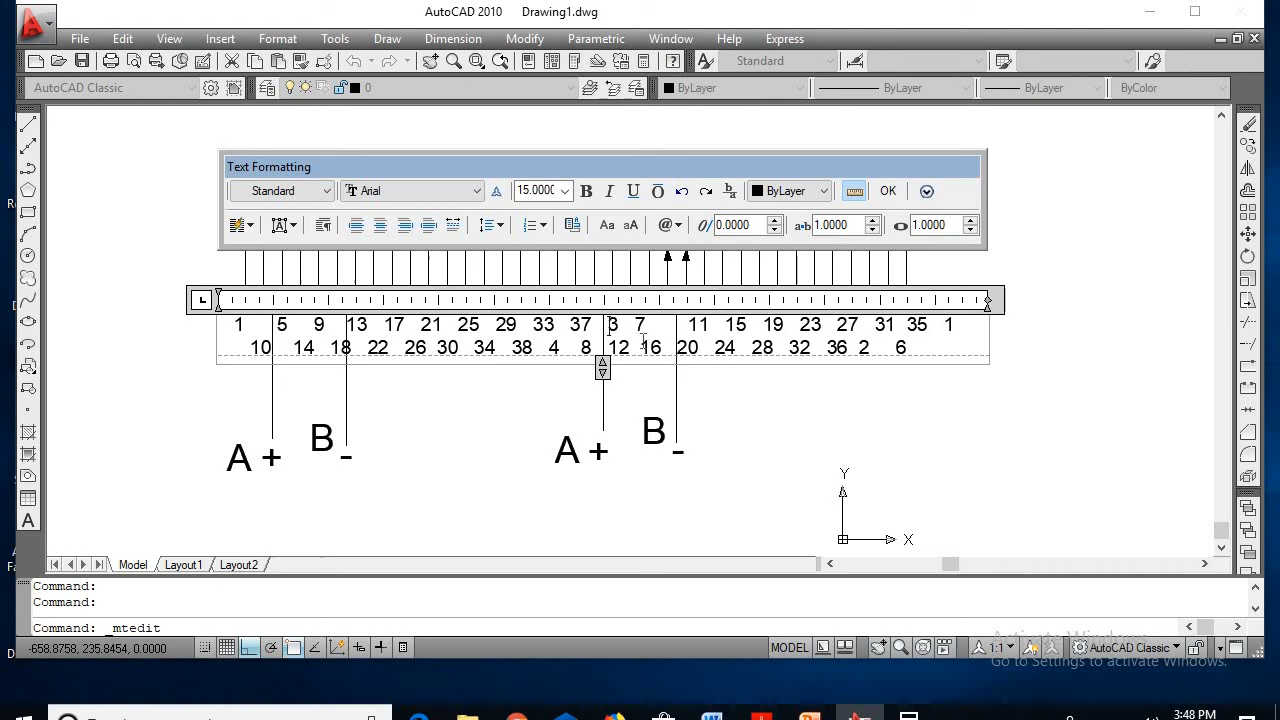 AutoCAD 2010 Drawing1.dwg
File Edit View Insert Format Tools Draw Dimension Modify Parametric Window Help Express
Standard
AutoCAD Classic 0 ByLayer ByLayer ByLayer ByColor
Text Formatting
Standard Arial 15.0000 B I U O ByLayer OK
Aa aA @ 0/ 0.0000 a•b 1.0000 1.0000
1 5 9 13 17 21 25 29 33 37 3 7 11 15 19 23 27 31 35 1
10 14 18 22 26 30 34 38 4 8 12 16 20 24 28 32 36 2 6
A + B - A + B -
Y
X
A
Model Layout1 Layout2
Command:
Command:
Command: _mtedit
-658.8758, 235.8454, 0.0000 MODEL 1:1 AutoCAD Classic
Activate Windows
Go to Settings to activate Windows.
3:48 PM